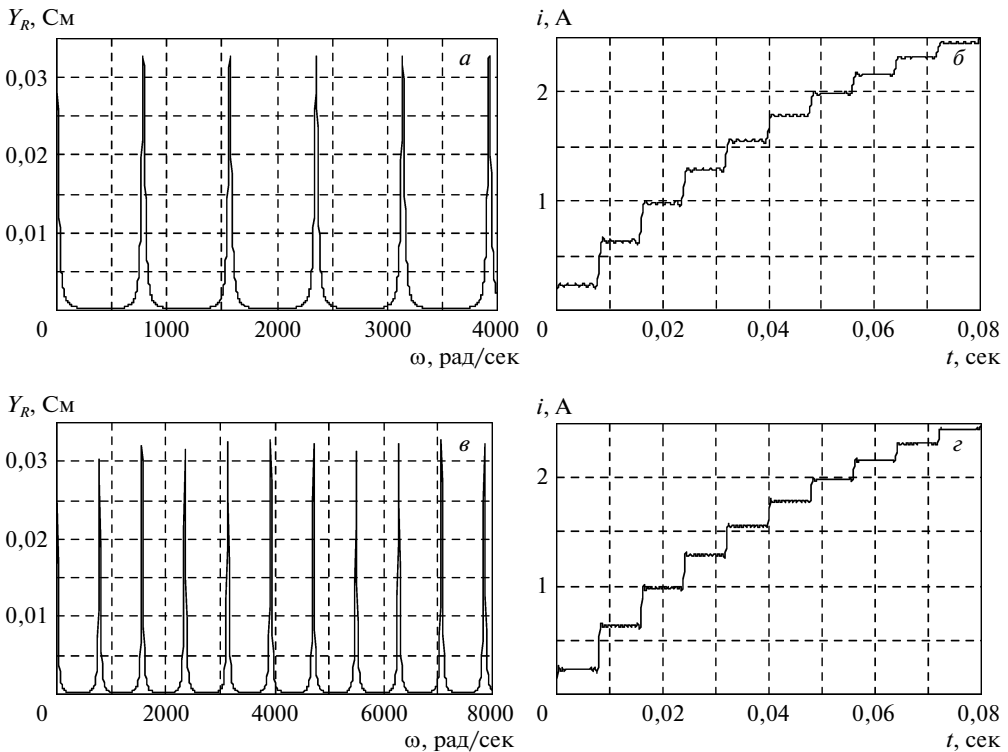 Y_R, См
i, А
а
б
0,03
2
0,02
1
0,01
0 1000 2000 3000 4000
0 0,02 0,04 0,06 0,08
ω, рад/сек
t, сек
Y_R, См
i, А
в
г
0,03
2
0,02
1
0,01
0 2000 4000 6000 8000
0 0,02 0,04 0,06 0,08
ω, рад/сек
t, сек